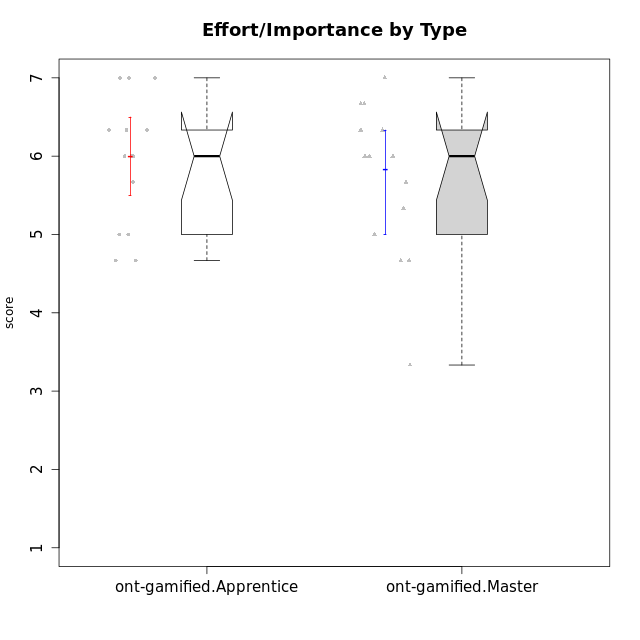 Effort/Importance by Type
7
6
5
4
3
2
1
score
ont-gamified.Apprentice
ont-gamified.Master